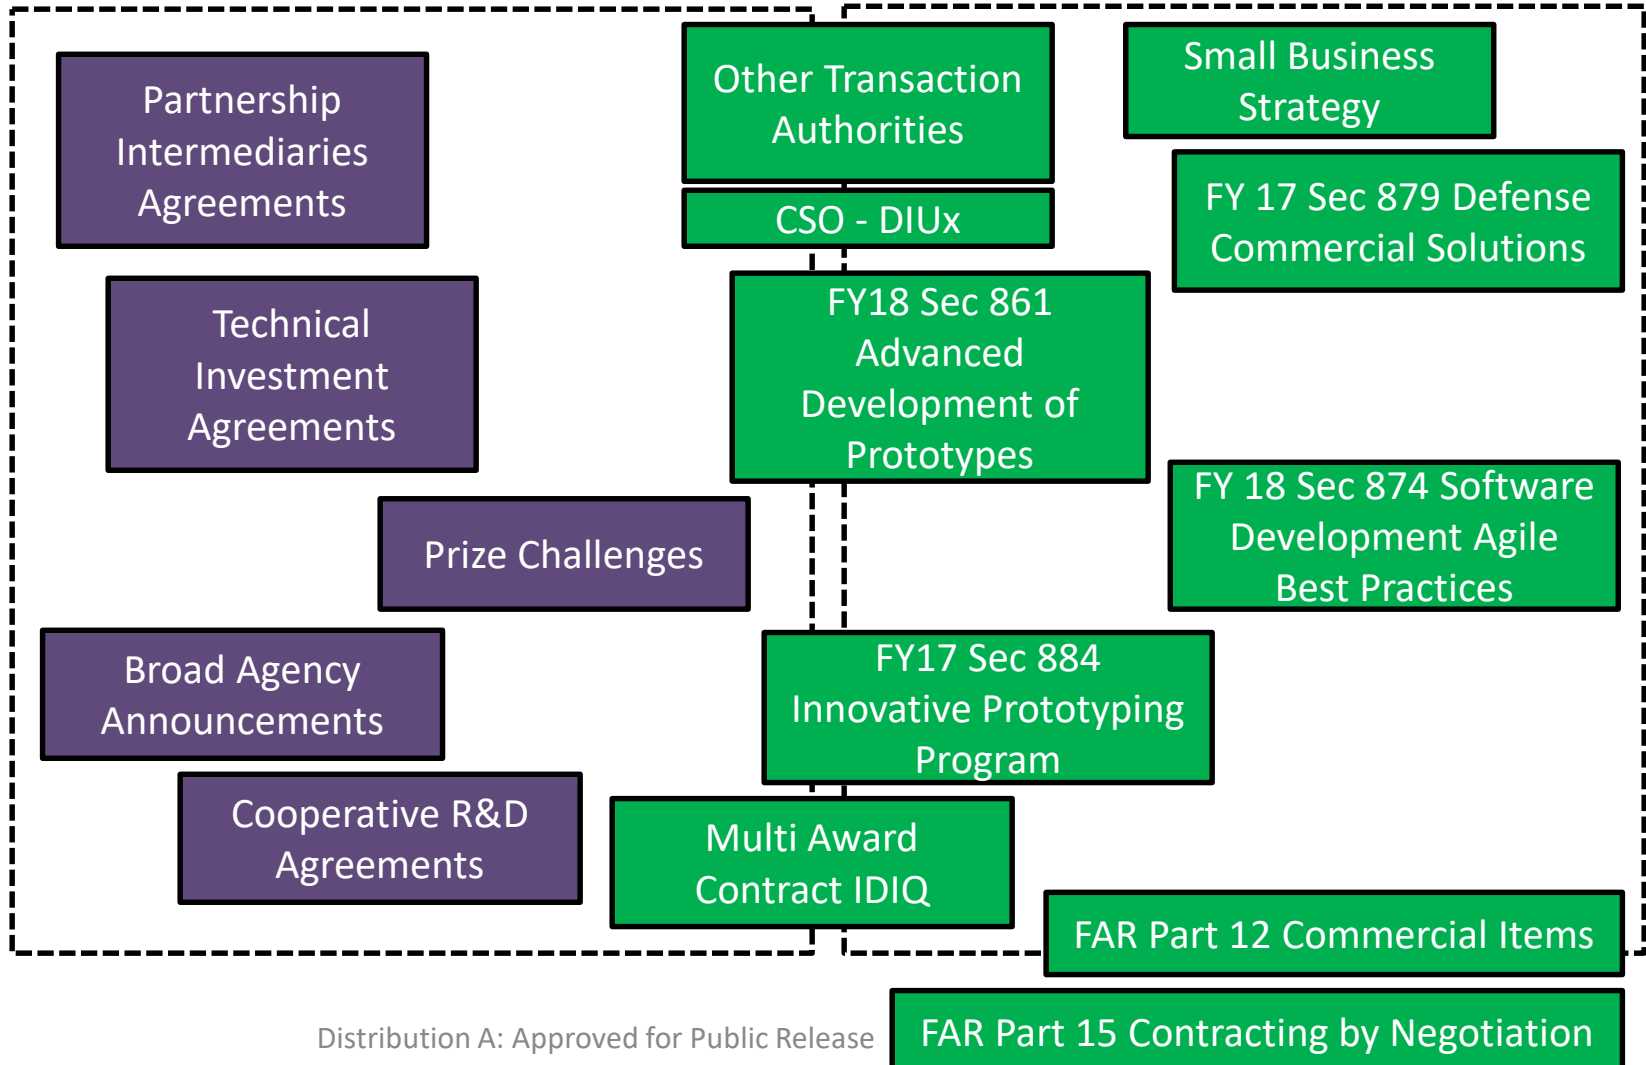 Partnership
Intermediaries
Agreements
Technical
Investment
Agreements
Prize Challenges
Broad Agency
Announcements
Cooperative R&D
Agreements
Other Transaction
Authorities
CSO - DIUx
FY18 Sec 861
Advanced
Development of
Prototypes
FY17 Sec 884
Innovative Prototyping
Program
Multi Award
Contract IDIQ
Small Business
Strategy
FY 17 Sec 879 Defense
Commercial Solutions
FY 18 Sec 874 Software
Development Agile
Best Practices
FAR Part 12 Commercial Items
FAR Part 15 Contracting by Negotiation
Distribution A: Approved for Public Release